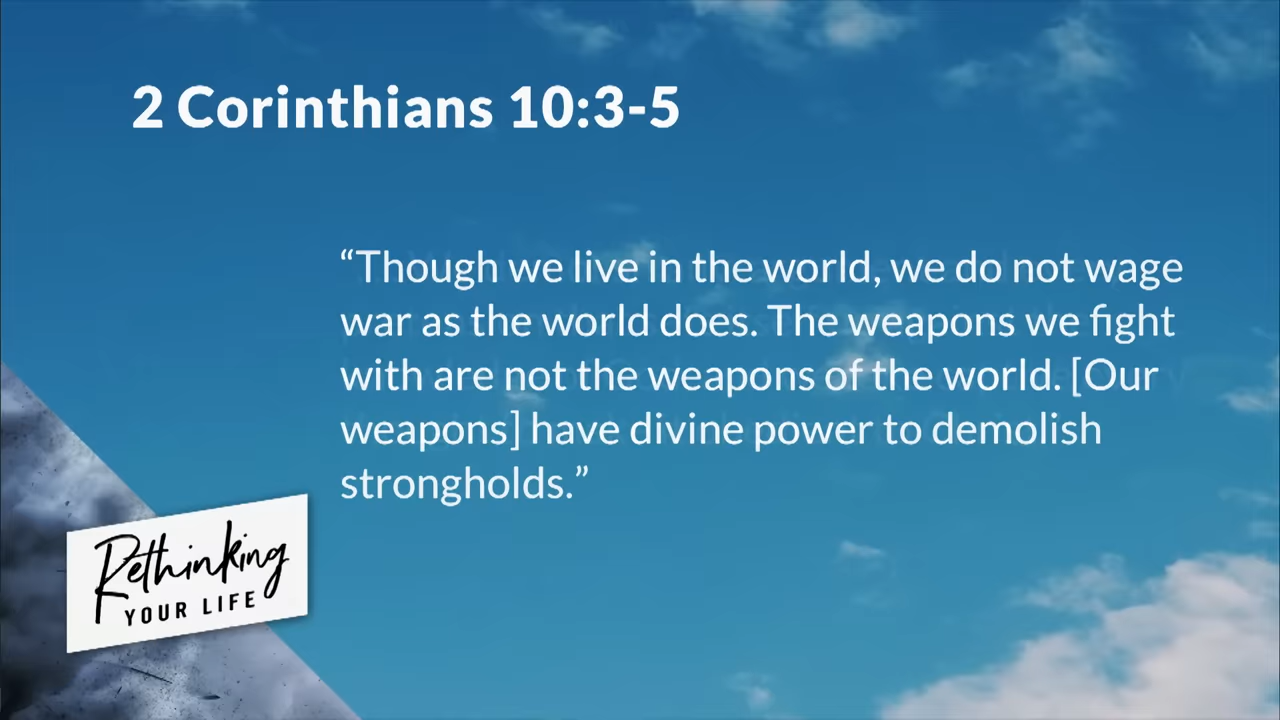 2 Corinthians 10:3-5
“Though we live in the world, we do not wage
war as the world does. The weapons we fight
with are not the weapons of the world. [Our
weapons] have divine power to demolish
strongholds.”
Rethinking
YOUR LIFE